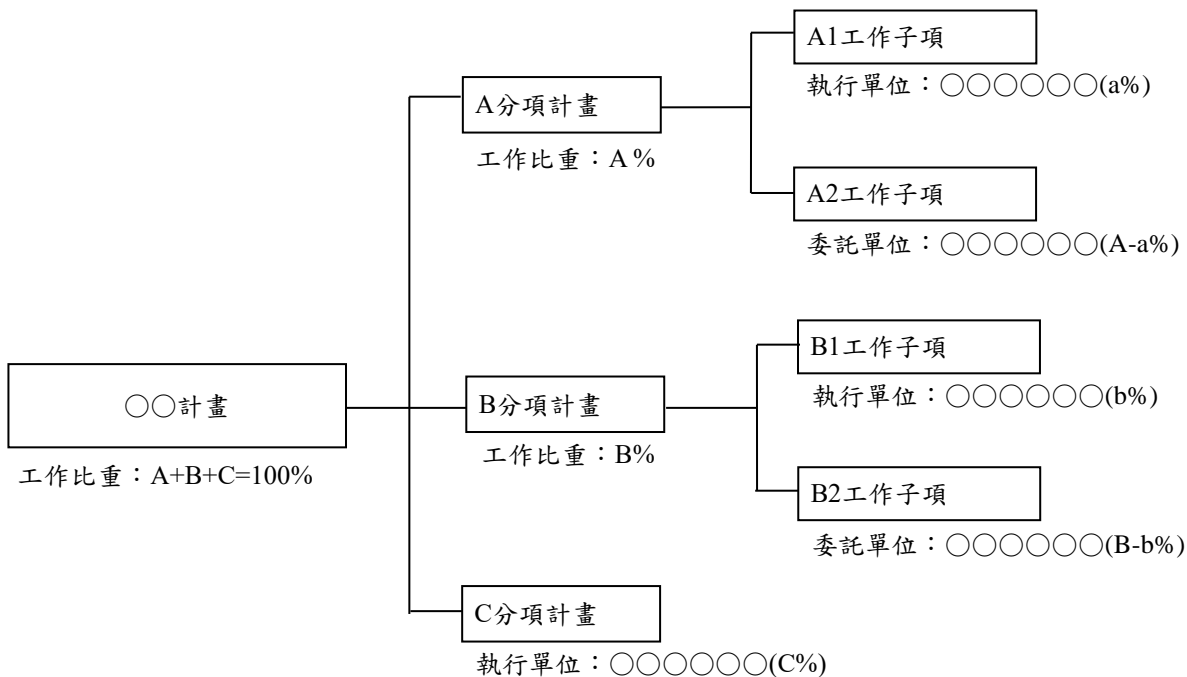 A1工作子項
執行單位：○○○○○○(a%)
A分項計畫
工作比重：A %
A2工作子項
委託單位：○○○○○○(A-a%)
B1工作子項
執行單位：○○○○○○(b%)
○○計畫
工作比重：A+B+C=100%
B分項計畫
工作比重：B%
B2工作子項
委託單位：○○○○○○(B-b%)
C分項計畫
執行單位：○○○○○○(C%)